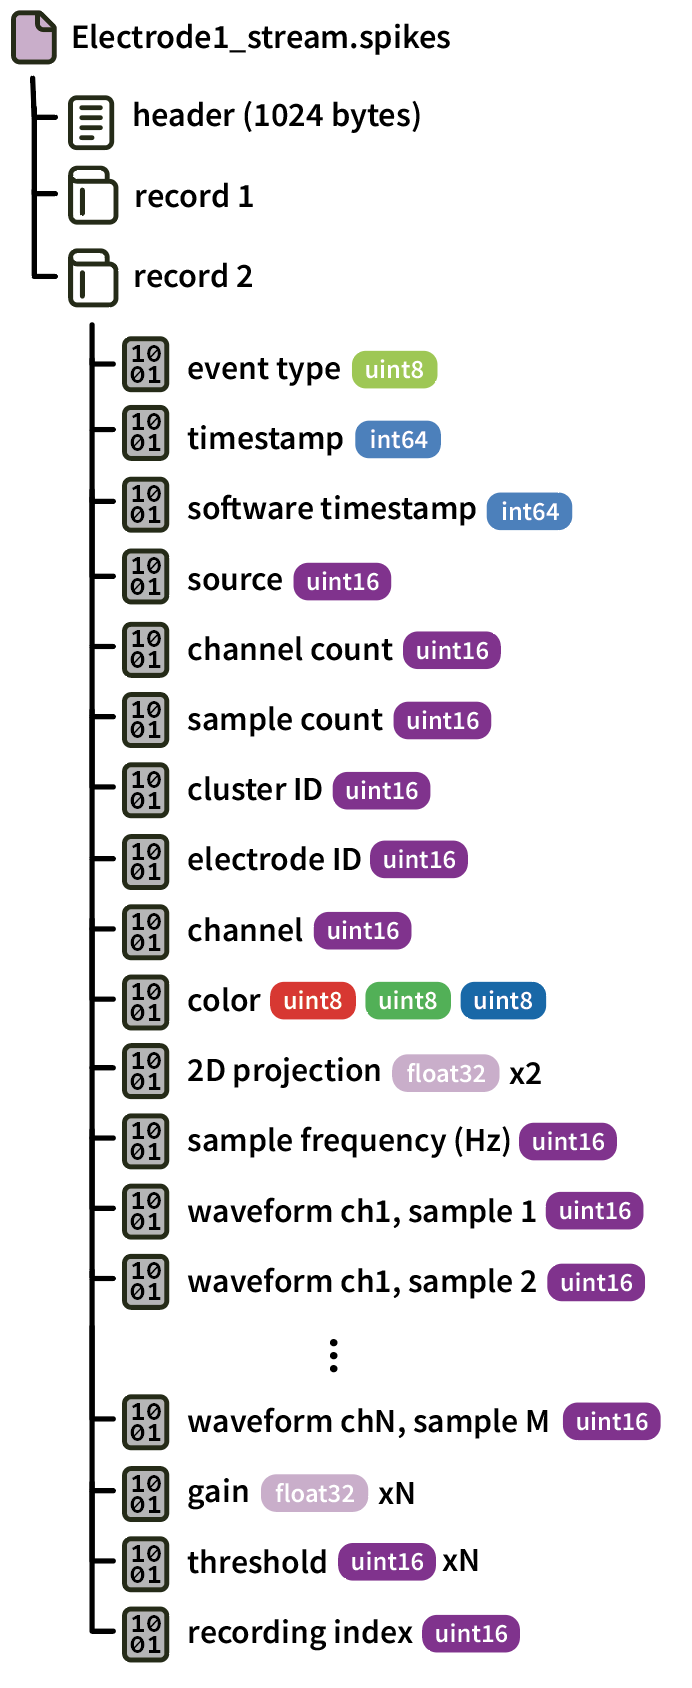 Electrode1_stream.spikes
header (1024 bytes)
record 1
record 2
10
01 event type uint8
10
01 timestamp int64
10
01 software timestamp int64
10
01 source uint16
10
01 channel count uint16
10
01 sample count uint16
10
01 cluster ID uint16
10
01 electrode ID uint16
10
01 channel uint16
10
01 color uint8 uint8 uint8
10
01 2D projection float32 x2
10
01 sample frequency (Hz) uint16
10
01 waveform ch1, sample 1 uint16
10
01 waveform ch1, sample 2 uint16
⋮
10
01 waveform chN, sample M uint16
10
01 gain float32 xN
10
01 threshold uint16 xN
10
01 recording index uint16